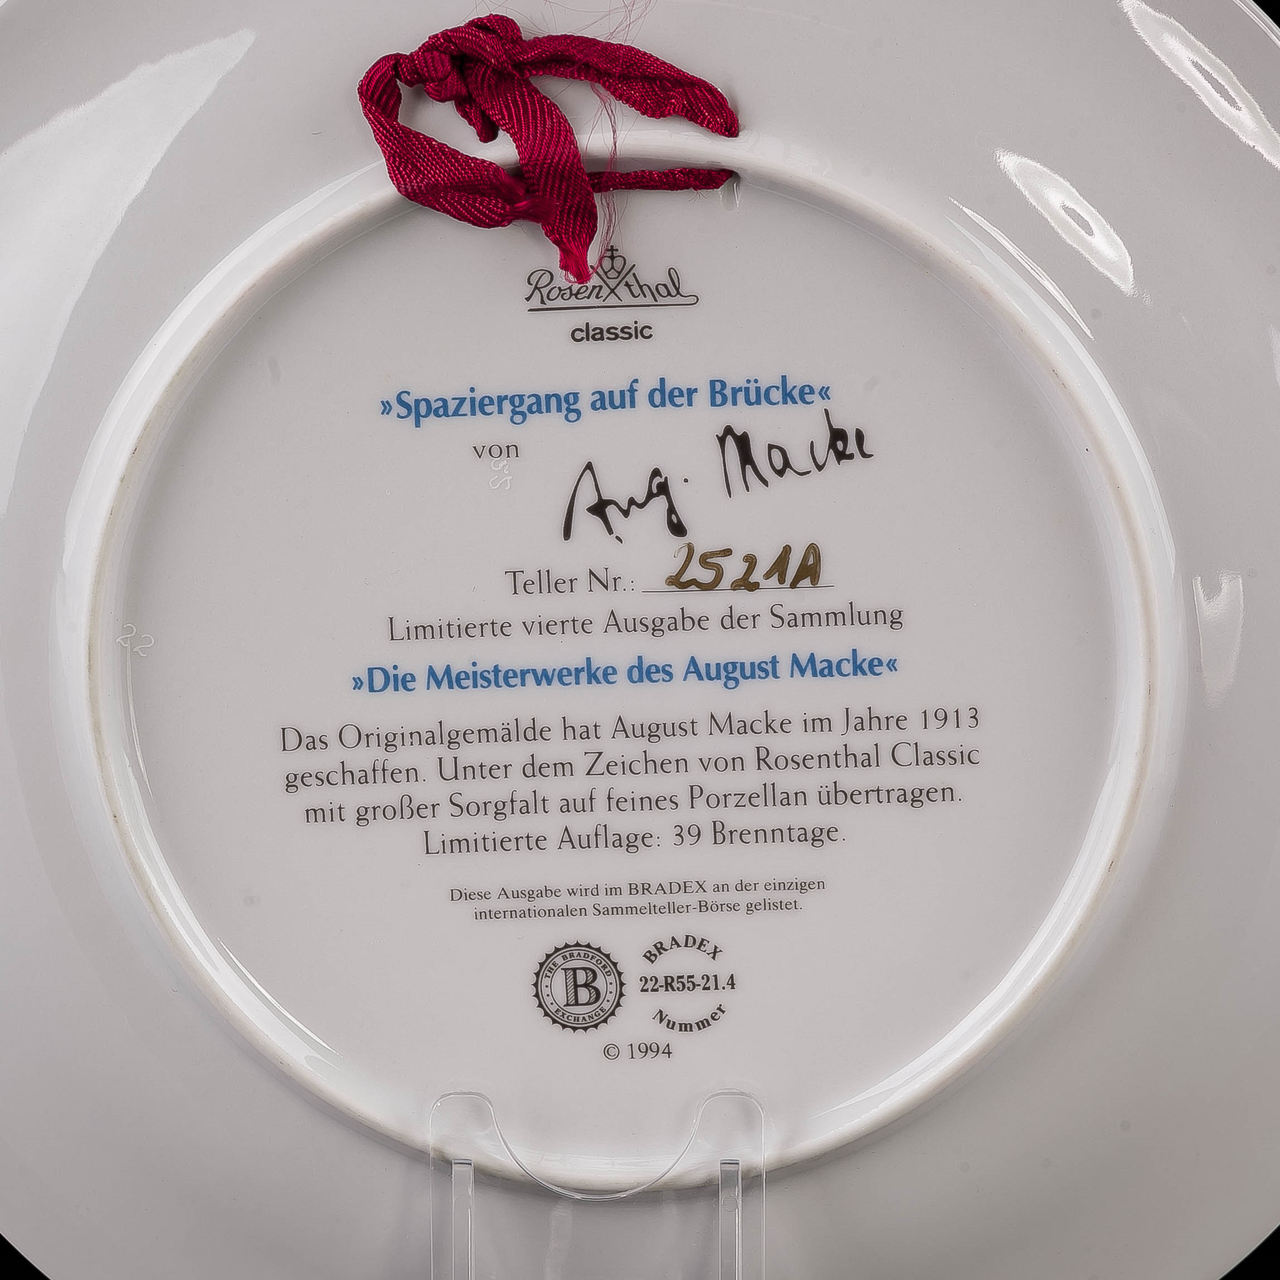 Rosenthal
classic
»Spaziergang auf der Brücke«
von
Aug. Macke
Teller Nr.: 2521A
Limitierte vierte Ausgabe der Sammlung
»Die Meisterwerke des August Macke«
Das Originalgemälde hat August Macke im Jahre 1913
geschaffen. Unter dem Zeichen von Rosenthal Classic
mit großer Sorgfalt auf feines Porzellan übertragen.
Limitierte Auflage: 39 Brenntage.
Diese Ausgabe wird im BRADEX an der einzigen
internationalen Sammelteller-Börse gelistet.
THE BRADFORD
B
EXCHANGE
BRADEX
22-R55-21.4
Nummer
© 1994
22